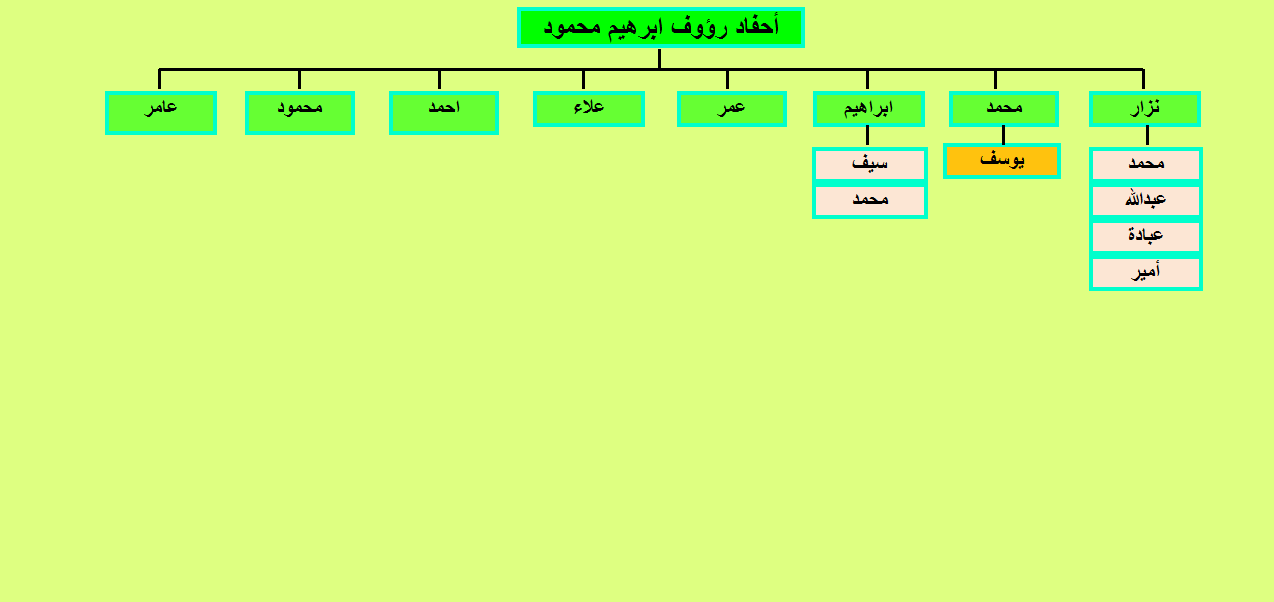 أحفاد رؤوف ابرهيم محمود
نزار
محمد
ابراهيم
عمر
علاء
احمد
محمود
عامر
محمد
عبدالله
عبادة
أمير
يوسف
سيف
محمد